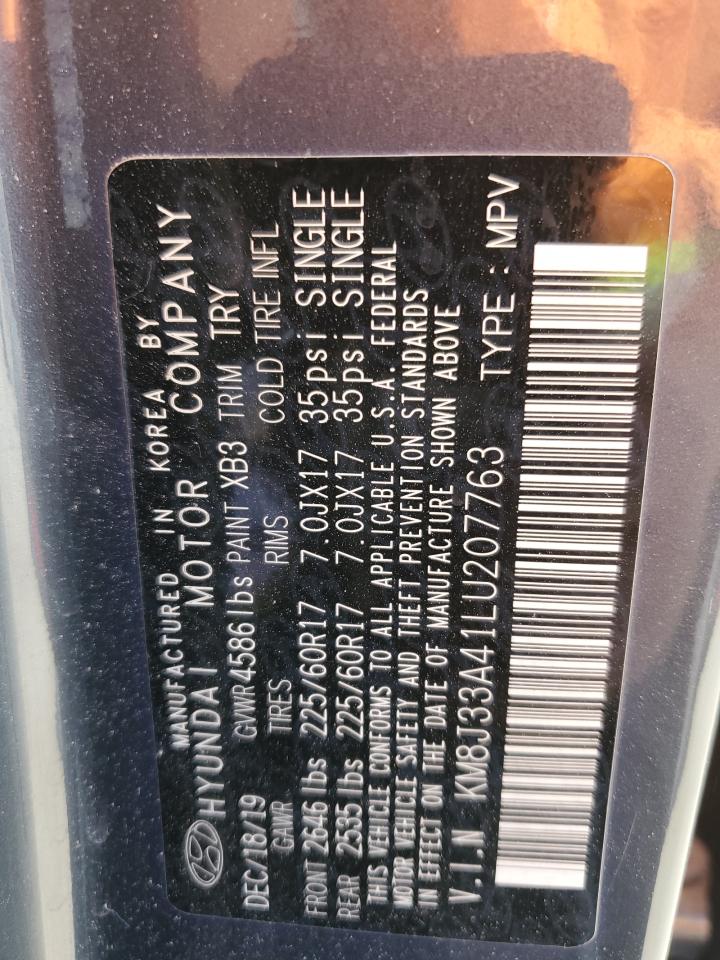 MANUFACTURED IN KOREA BY
HYUNDAI MOTOR COMPANY
DEC/18/19 GVWR 4586lbs PAINT XB3 TRIM TRY
GAWR TIRES RIMS COLD TIRE INFL
FRONT 2646 lbs 225/60R17 7.0JX17 35psi SINGLE
REAR 2535 lbs 225/60R17 7.0JX17 35psi SINGLE
THIS VEHICLE CONFORMS TO ALL APPLICABLE U.S.A. FEDERAL
MOTOR VEHICLE SAFETY AND THEFT PREVENTION STANDARDS
IN EFFECT ON THE DATE OF MANUFACTURE SHOWN ABOVE
V.I.N KM8J33A41LU207763 TYPE : MPV